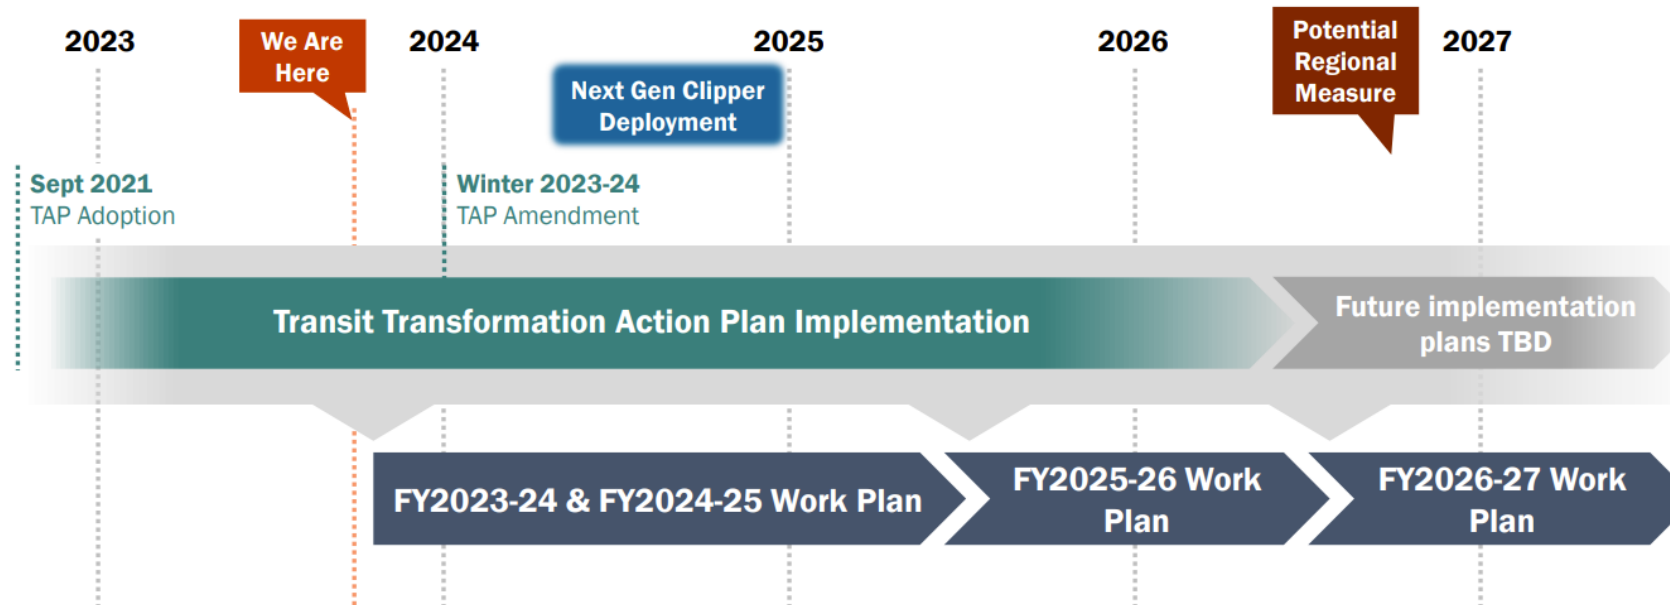 2023
We Are
Here
2024
2025
2026
Potential
Regional
Measure
2027
Next Gen Clipper
Deployment
Sept 2021
TAP Adoption
Winter 2023-24
TAP Amendment
Transit Transformation Action Plan Implementation
Future implementation
plans TBD
FY2023-24 & FY2024-25 Work Plan
FY2025-26 Work
Plan
FY2026-27 Work
Plan